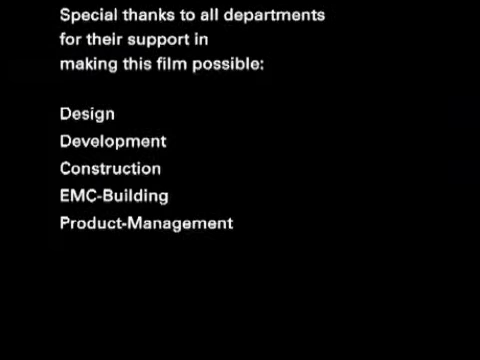 Special thanks to all departments
for their support in
making this film possible:
Design
Development
Construction
EMC-Building
Product-Management